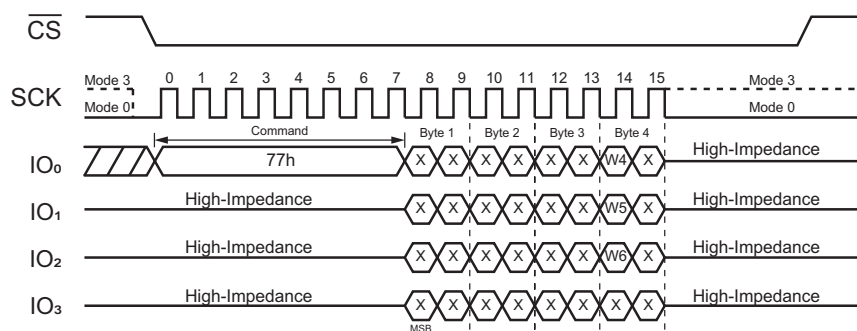 CS
0 1 2 3 4 5 6 7 8 9 10 11 12 13 14 15
Mode 3 Mode 3
SCK
Mode 0 Mode 0
Command Byte 1 Byte 2 Byte 3 Byte 4
IO₀ 77h X X X X X X W4 X High-Impedance
IO₁ High-Impedance X X X X X X W5 X High-Impedance
IO₂ High-Impedance X X X X X X W6 X High-Impedance
IO₃ High-Impedance X X X X X X X X High-Impedance
MSB